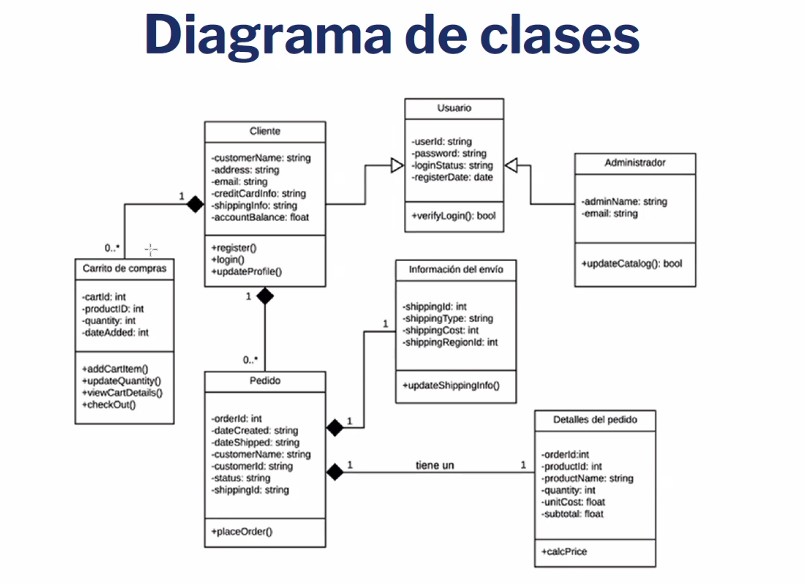 Diagrama de clases
Usuario
-userId: string
-password: string
-loginStatus: string
-registerDate: date
+verifyLogin(): bool
Cliente
-customerName: string
-address: string
-email: string
-creditCardInfo: string
-shippingInfo: string
-accountBalance: float
+register()
+login()
+updateProfile()
Administrador
-adminName: string
-email: string
+updateCatalog(): bool
1
0..*
Carrito de compras
-cartId: int
-productID: int
-quantity: int
-dateAdded: int
+addCartItem()
+updateQuantity()
+viewCartDetails()
+checkOut()
1
0..*
Información del envío
-shippingId: int
-shippingType: string
-shippingCost: int
-shippingRegionId: int
+updateShippingInfo()
1
Pedido
-orderId: int
-dateCreated: string
-dateShipped: string
-customerName: string
-customerId: string
-status: string
-shippingId: string
+placeOrder()
1
1 tiene un 1
Detalles del pedido
-orderId:int
-productId: int
-productName: string
-quantity: int
-unitCost: float
-subtotal: float
+calcPrice